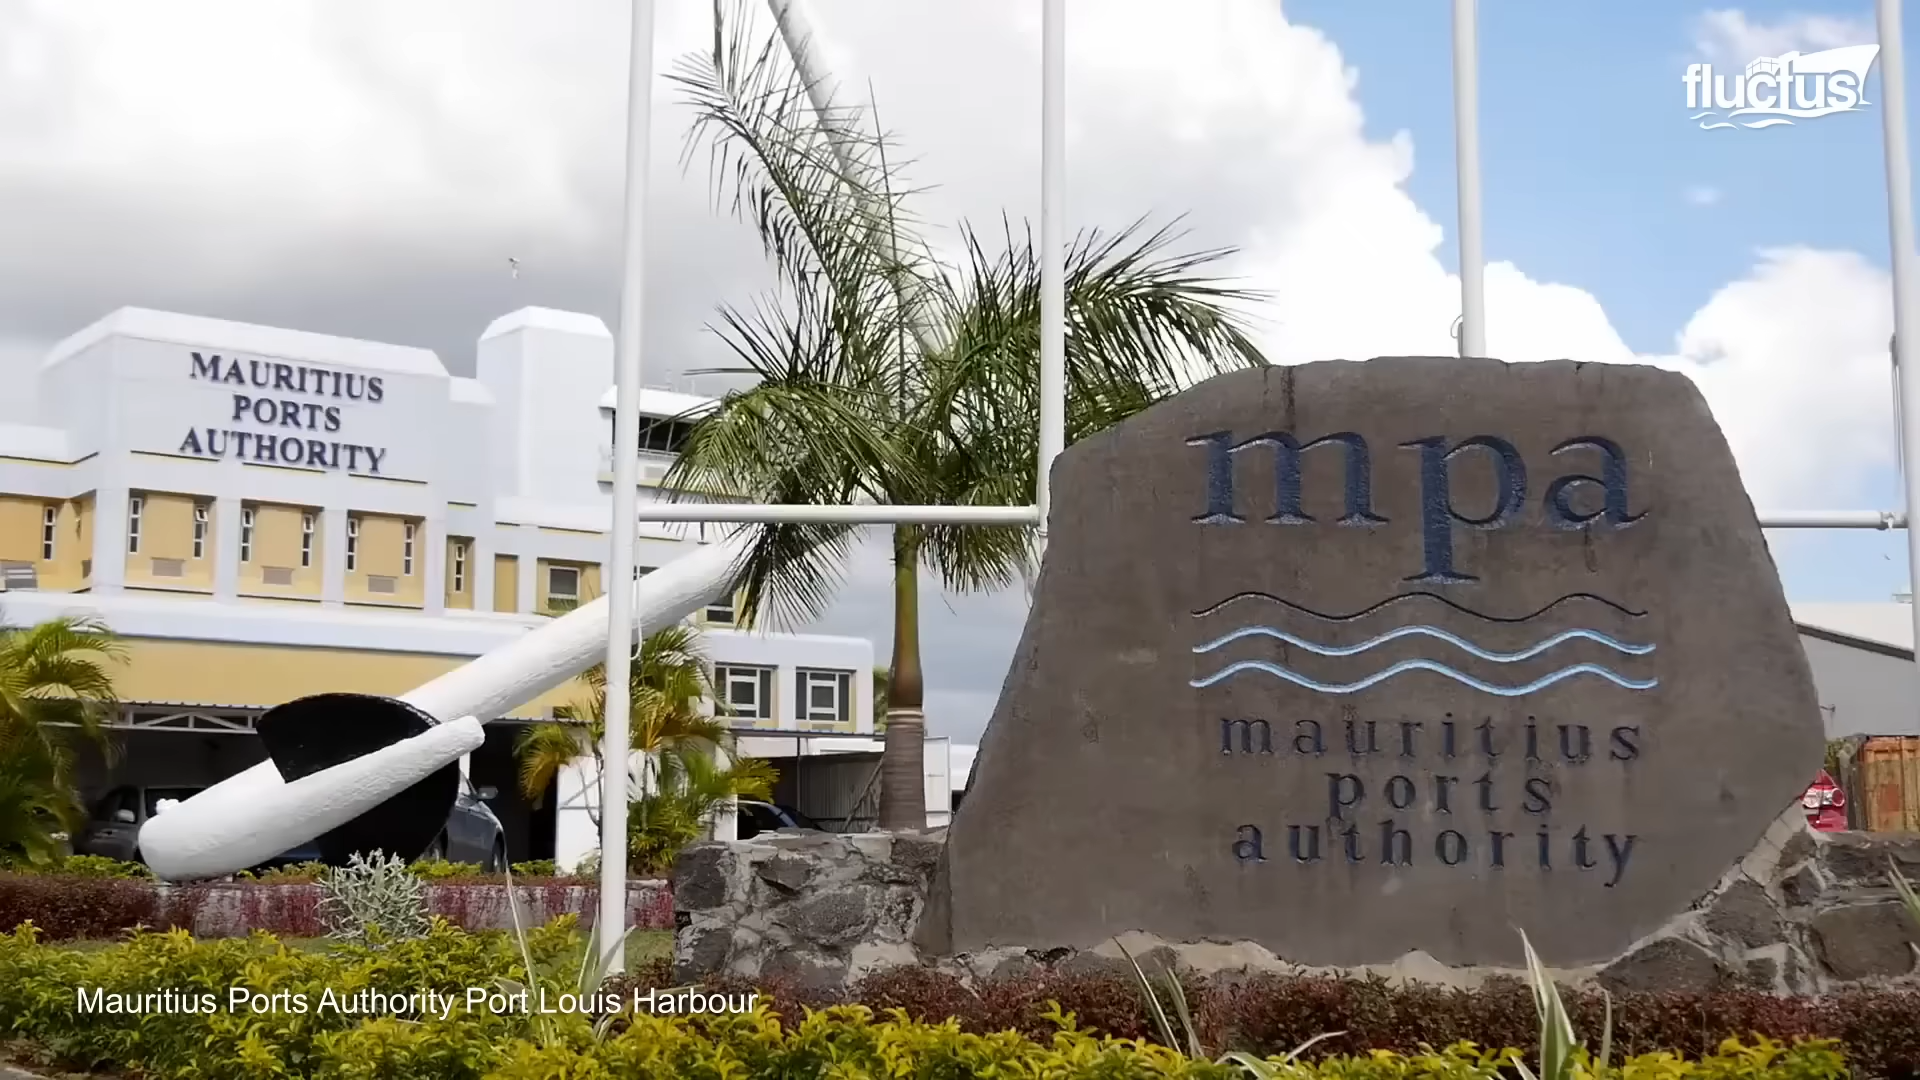 fluctus
MAURITIUS
PORTS
AUTHORITY
mpa
mauritius
ports
authority
Mauritius Ports Authority Port Louis Harbour